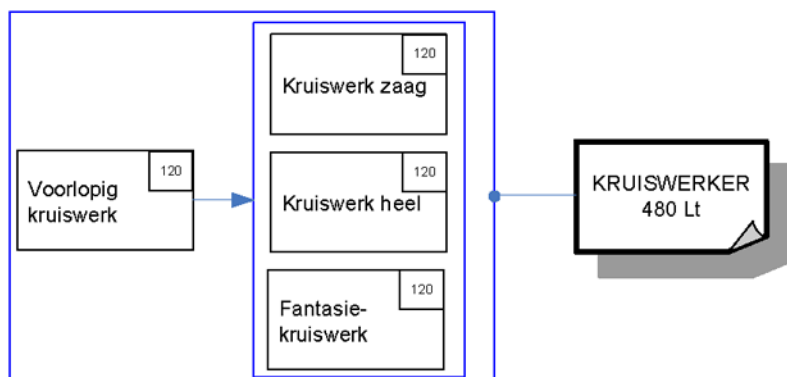 120
Voorlopig
kruiswerk
120
Kruiswerk zaag
120
Kruiswerk heel
120
Fantasie-
kruiswerk
KRUISWERKER
480 Lt